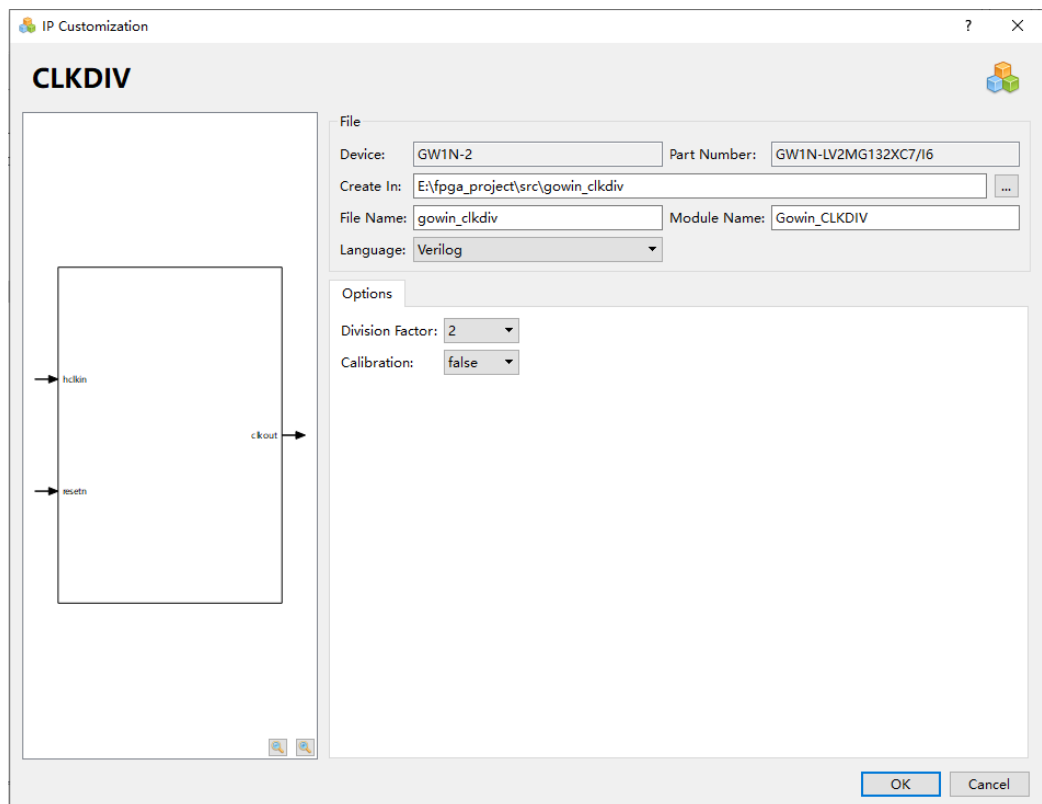 IP Customization
CLKDIV
File
Device: GW1N-2 Part Number: GW1N-LV2MG132XC7/I6
Create In: E:\fpga_project\src\gowin_clkdiv ...
File Name: gowin_clkdiv Module Name: Gowin_CLKDIV
Language: Verilog
Options
Division Factor: 2
Calibration: false
hclkin
clkout
resetn
OK Cancel